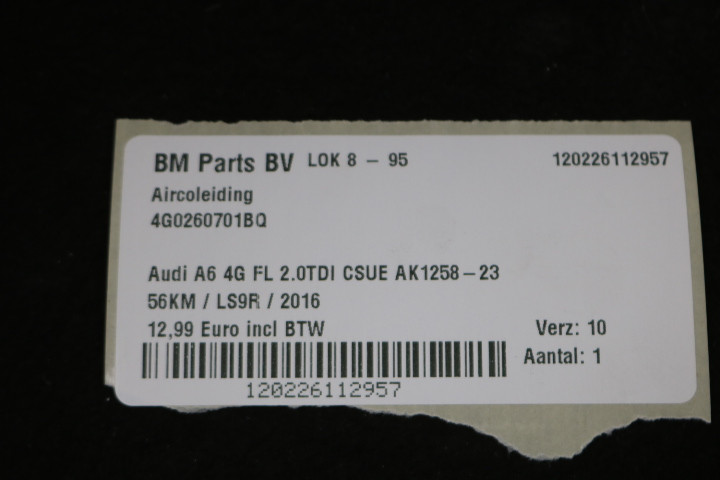 BM Parts BV LOK 8 - 95 120226112957
Aircoleiding
4G0260701BQ
Audi A6 4G FL 2.0TDI CSUE AK1258-23
56KM / LS9R / 2016
12,99 Euro incl BTW Verz: 10
Aantal: 1
120226112957